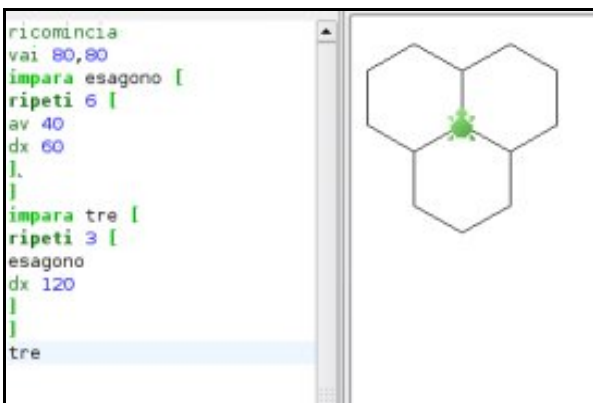 ricomincia
vai 80,80
impara esagono [
ripeti 6 [
av 40
dx 60
].
]
impara tre [
ripeti 3 [
esagono
dx 120
]
]
tre